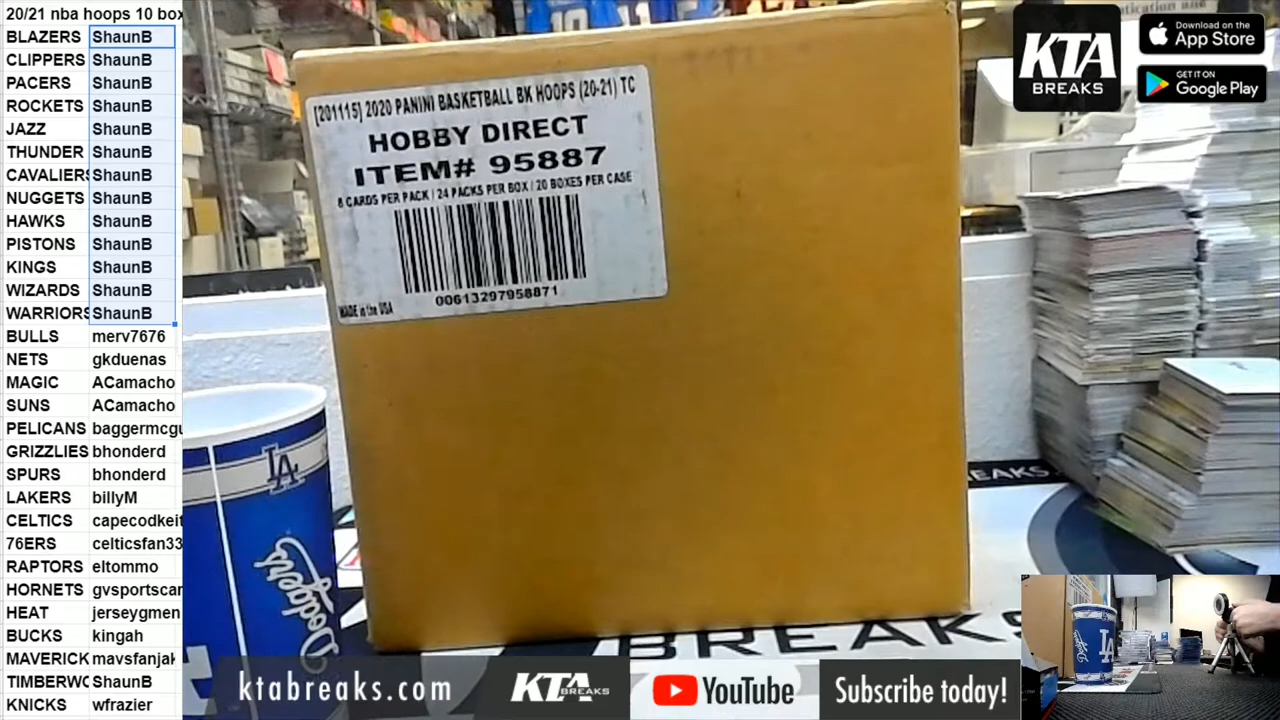 20/21 nba hoops 10 box
BLAZERS ShaunB
CLIPPERS ShaunB
PACERS ShaunB
ROCKETS ShaunB
JAZZ ShaunB
THUNDER ShaunB
CAVALIERS ShaunB
NUGGETS ShaunB
HAWKS ShaunB
PISTONS ShaunB
KINGS ShaunB
WIZARDS ShaunB
WARRIORS ShaunB
BULLS merv7676
NETS gkduenas
MAGIC ACamacho
SUNS ACamacho
PELICANS baggermcgu
GRIZZLIES bhonderd
SPURS bhonderd
LAKERS billyM
CELTICS capecodkeit
76ERS celticsfan33
RAPTORS eltommo
HORNETS gvsportscar
HEAT jerseygmen
BUCKS kingah
MAVERICK mavsfanjak
TIMBERWO ShaunB
KNICKS wfrazier
[201115] 2020 PANINI BASKETBALL BK HOOPS (20-21) TC
HOBBY DIRECT
ITEM# 95887
8 CARDS PER PACK / 24 PACKS PER BOX / 20 BOXES PER CASE
00613297958871
MADE in the USA
KTA
BREAKS
Download on the
App Store
GET IT ON
Google Play
LA
Dodgers
BREAKS
BREAKS
LA
ktabreaks.com
KTA
BREAKS
YouTube
Subscribe today!